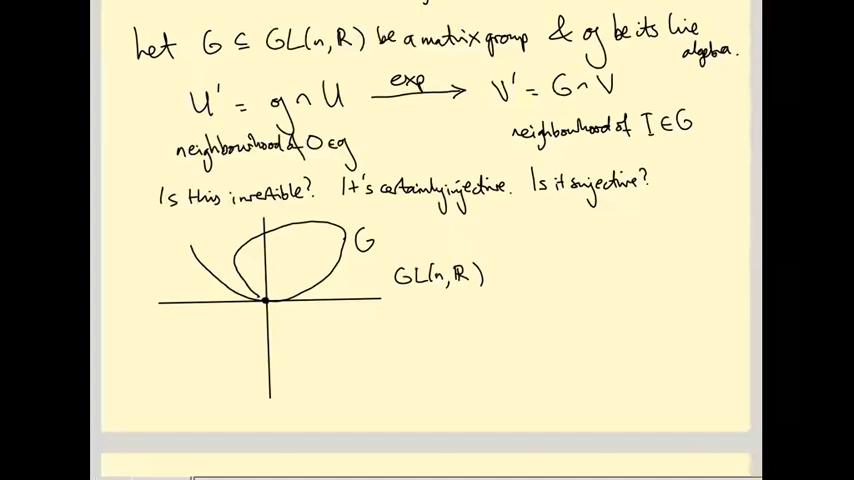 Let G ⊆ GL(n,R) be a matrix group & g be its Lie algebra.
U' = g ∩ U exp V' = G ∩ V
neighbourhood of 0 ∈ g neighbourhood of I ∈ G
Is this invertible? It's certainly injective. Is it surjective?
G
GL(n, R)